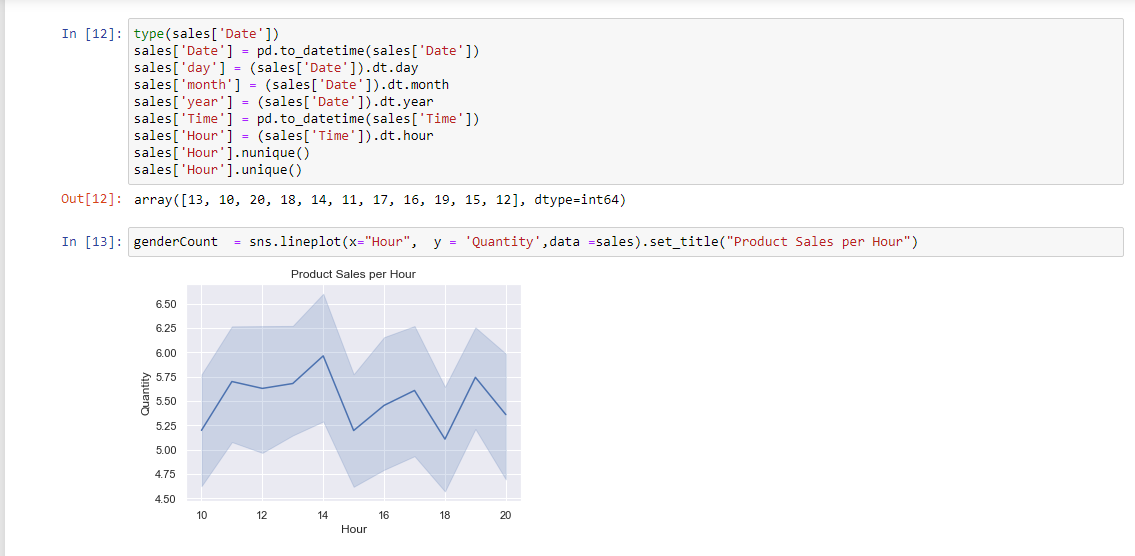 In [12]: type(sales['Date'])
sales['Date'] = pd.to_datetime(sales['Date'])
sales['day'] = (sales['Date']).dt.day
sales['month'] = (sales['Date']).dt.month
sales['year'] = (sales['Date']).dt.year
sales['Time'] = pd.to_datetime(sales['Time'])
sales['Hour'] = (sales['Time']).dt.hour
sales['Hour'].nunique()
sales['Hour'].unique()
Out[12]: array([13, 10, 20, 18, 14, 11, 17, 16, 19, 15, 12], dtype=int64)
In [13]: genderCount  = sns.lineplot(x="Hour",  y = 'Quantity',data =sales).set_title("Product Sales per Hour")
Product Sales per Hour
6.50
6.25
6.00
5.75
5.50
5.25
5.00
4.75
4.50
Quantity
10 12 14 16 18 20
Hour